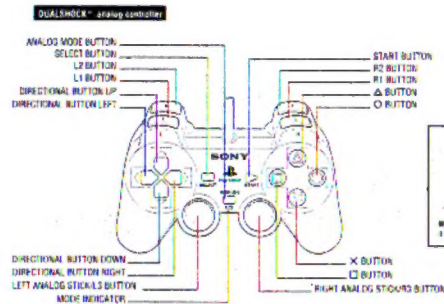 DUALSHOCK™ analog controller
ANALOG MODE BUTTON
SELECT BUTTON
L2 BUTTON
L1 BUTTON
DIRECTIONAL BUTTON UP
DIRECTIONAL BUTTON LEFT
START BUTTON
R2 BUTTON
R1 BUTTON
△ BUTTON
○ BUTTON
SONY
SELECT
START
DIRECTIONAL BUTTON DOWN
DIRECTIONAL BUTTON RIGHT
LEFT ANALOG STICK/L3 BUTTON
MODE INDICATOR
✕ BUTTON
□ BUTTON
RIGHT ANALOG STICK/R3 BUTTON